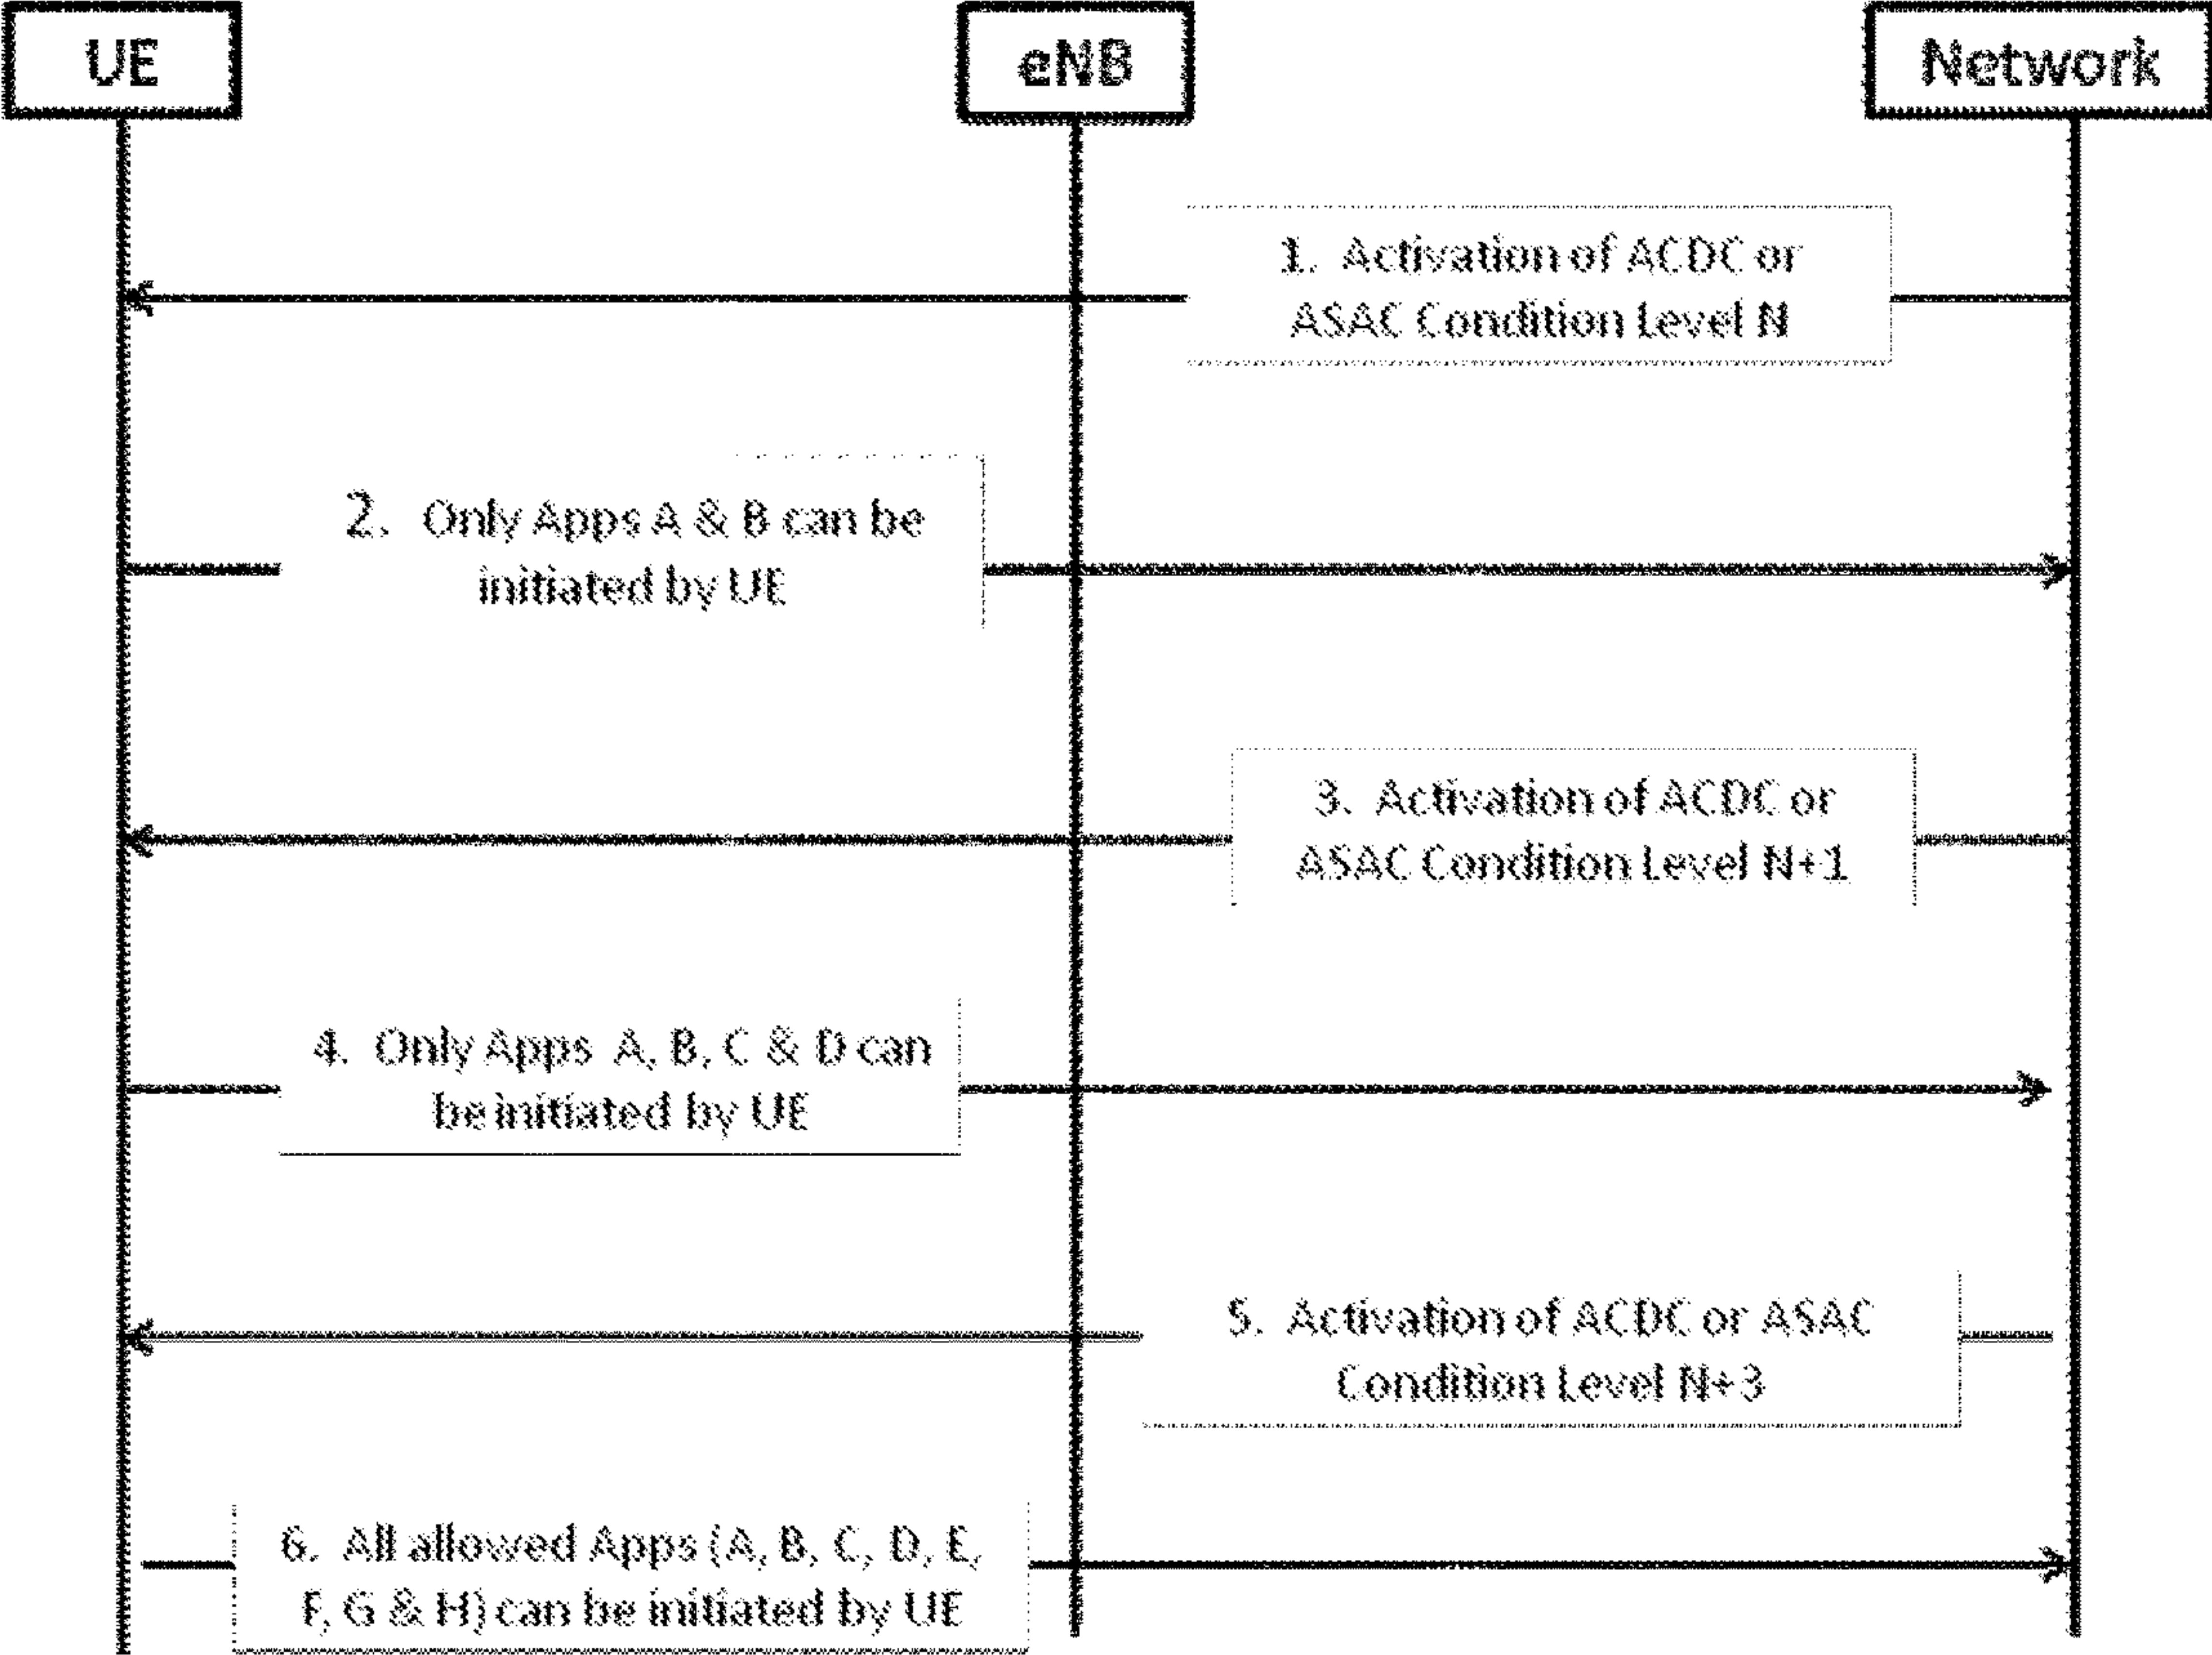 UE
eNB
Network
1. Activation of ACDC or
ASAC Condition Level N
2. Only Apps A & B can be
initiated by UE
3. Activation of ACDC or
ASAC Condition Level N+1
4. Only Apps A, B, C & D can
be initiated by UE
5. Activation of ACDC or ASAC
Condition Level N+3
6. All allowed Apps (A, B, C, D, E,
F, G & H) can be initiated by UE